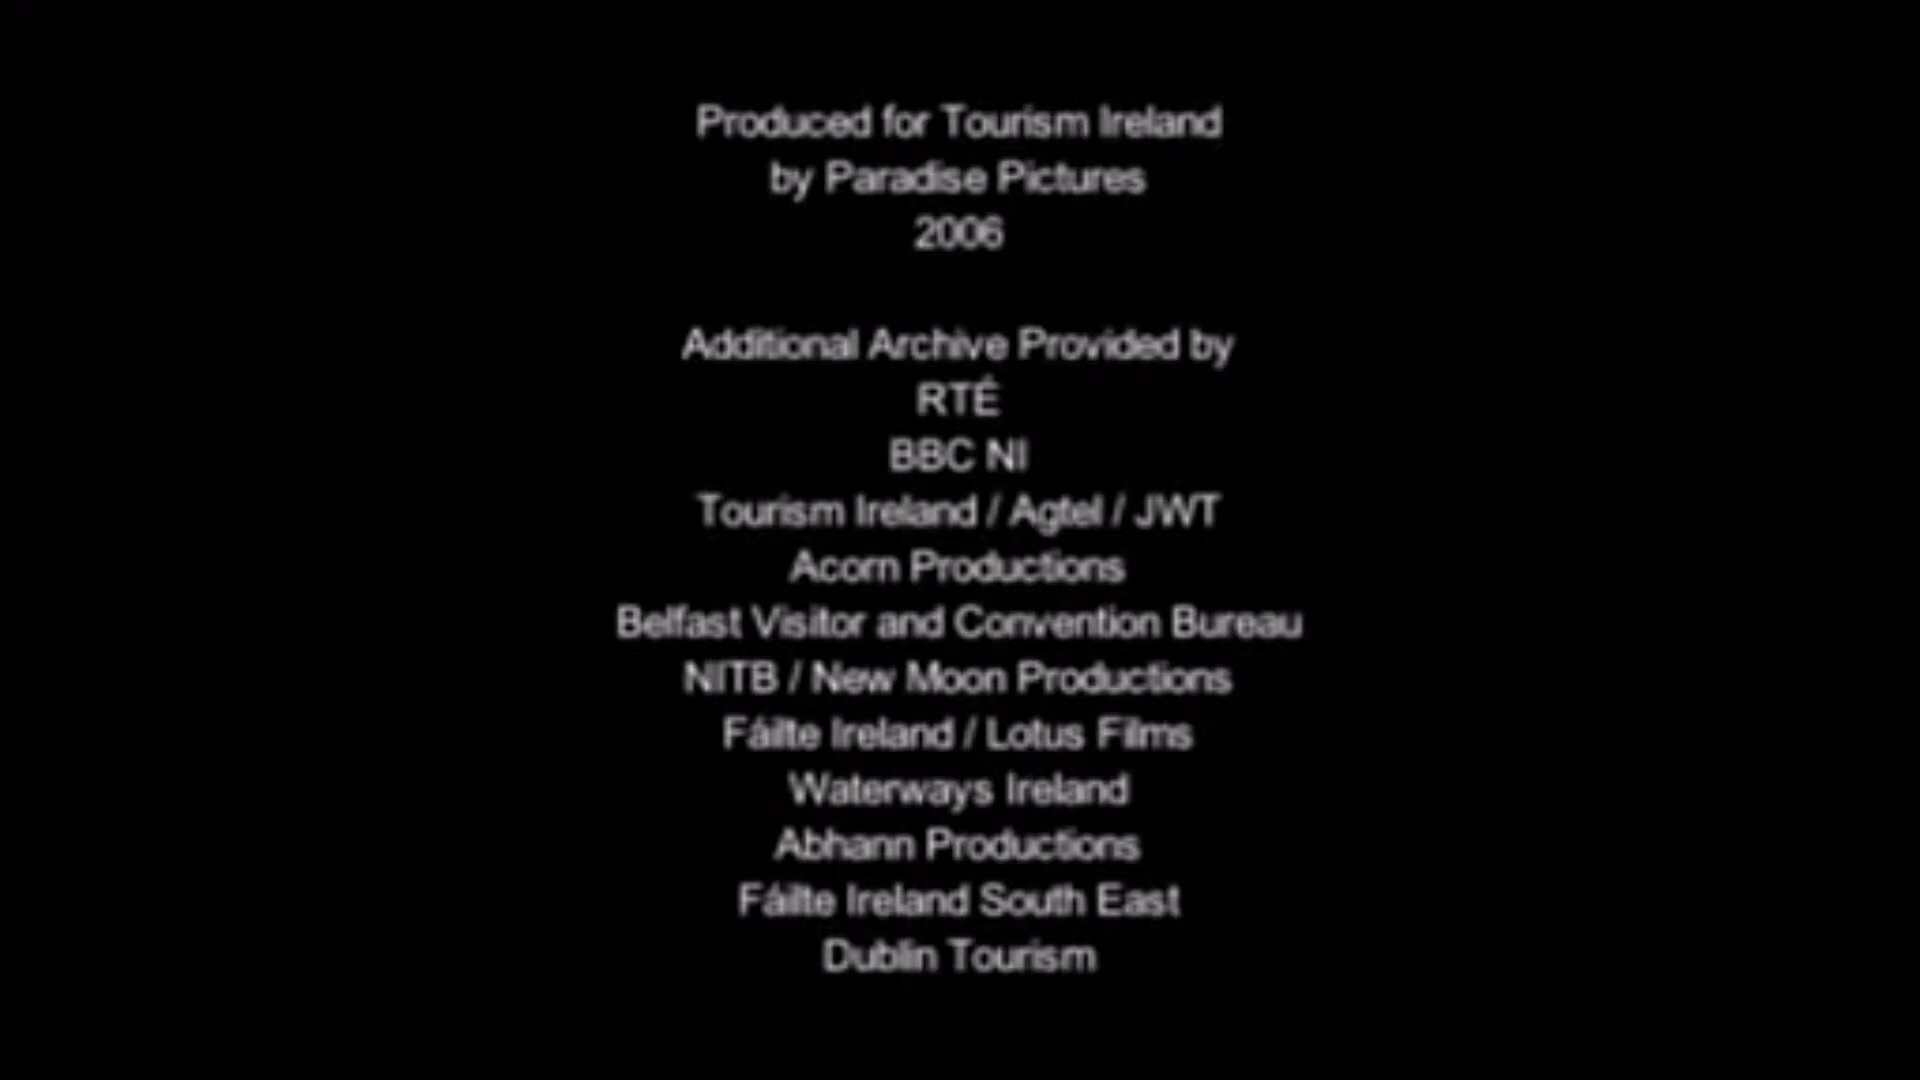 Produced for Tourism Ireland
by Paradise Pictures
2006
Additional Archive Provided by
RTÉ
BBC NI
Tourism Ireland / Agtel / JWT
Acorn Productions
Belfast Visitor and Convention Bureau
NITB / New Moon Productions
Fáilte Ireland / Lotus Films
Waterways Ireland
Abhann Productions
Fáilte Ireland South East
Dublin Tourism